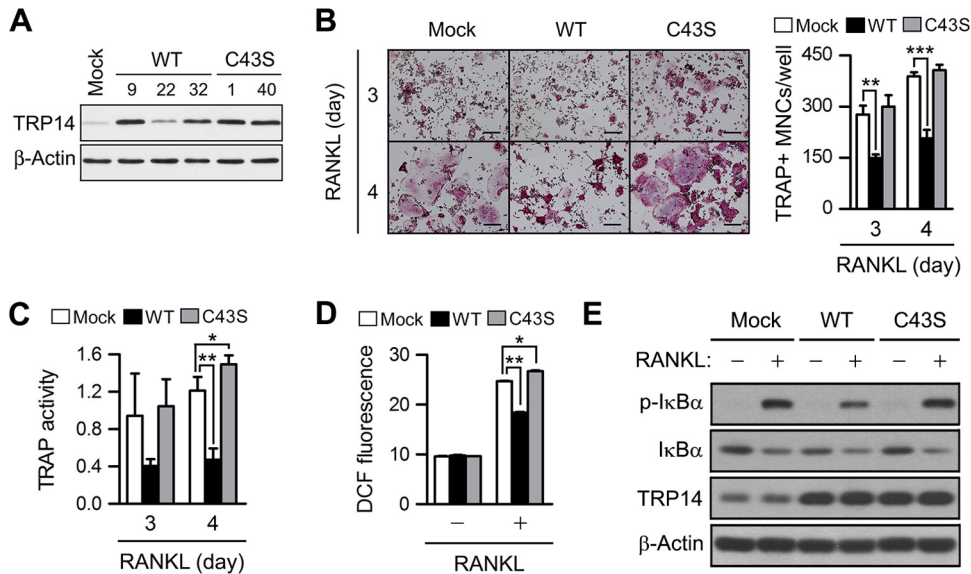 A
Mock
WT
C43S
9 22 32 1 40
TRP14
β-Actin
B
Mock WT C43S
RANKL (day)
3
4
Mock WT C43S
TRAP+ MNCs/well
450
300
150
0
**
***
3 4
RANKL (day)
C
Mock WT C43S
TRAP activity
1.6
1.2
0.8
0.4
0.0
*
**
3 4
RANKL (day)
D
Mock WT C43S
DCF fluorescence
30
20
10
0
*
**
− +
RANKL
E
Mock WT C43S
RANKL: − + − + − +
p-IκBα
IκBα
TRP14
β-Actin